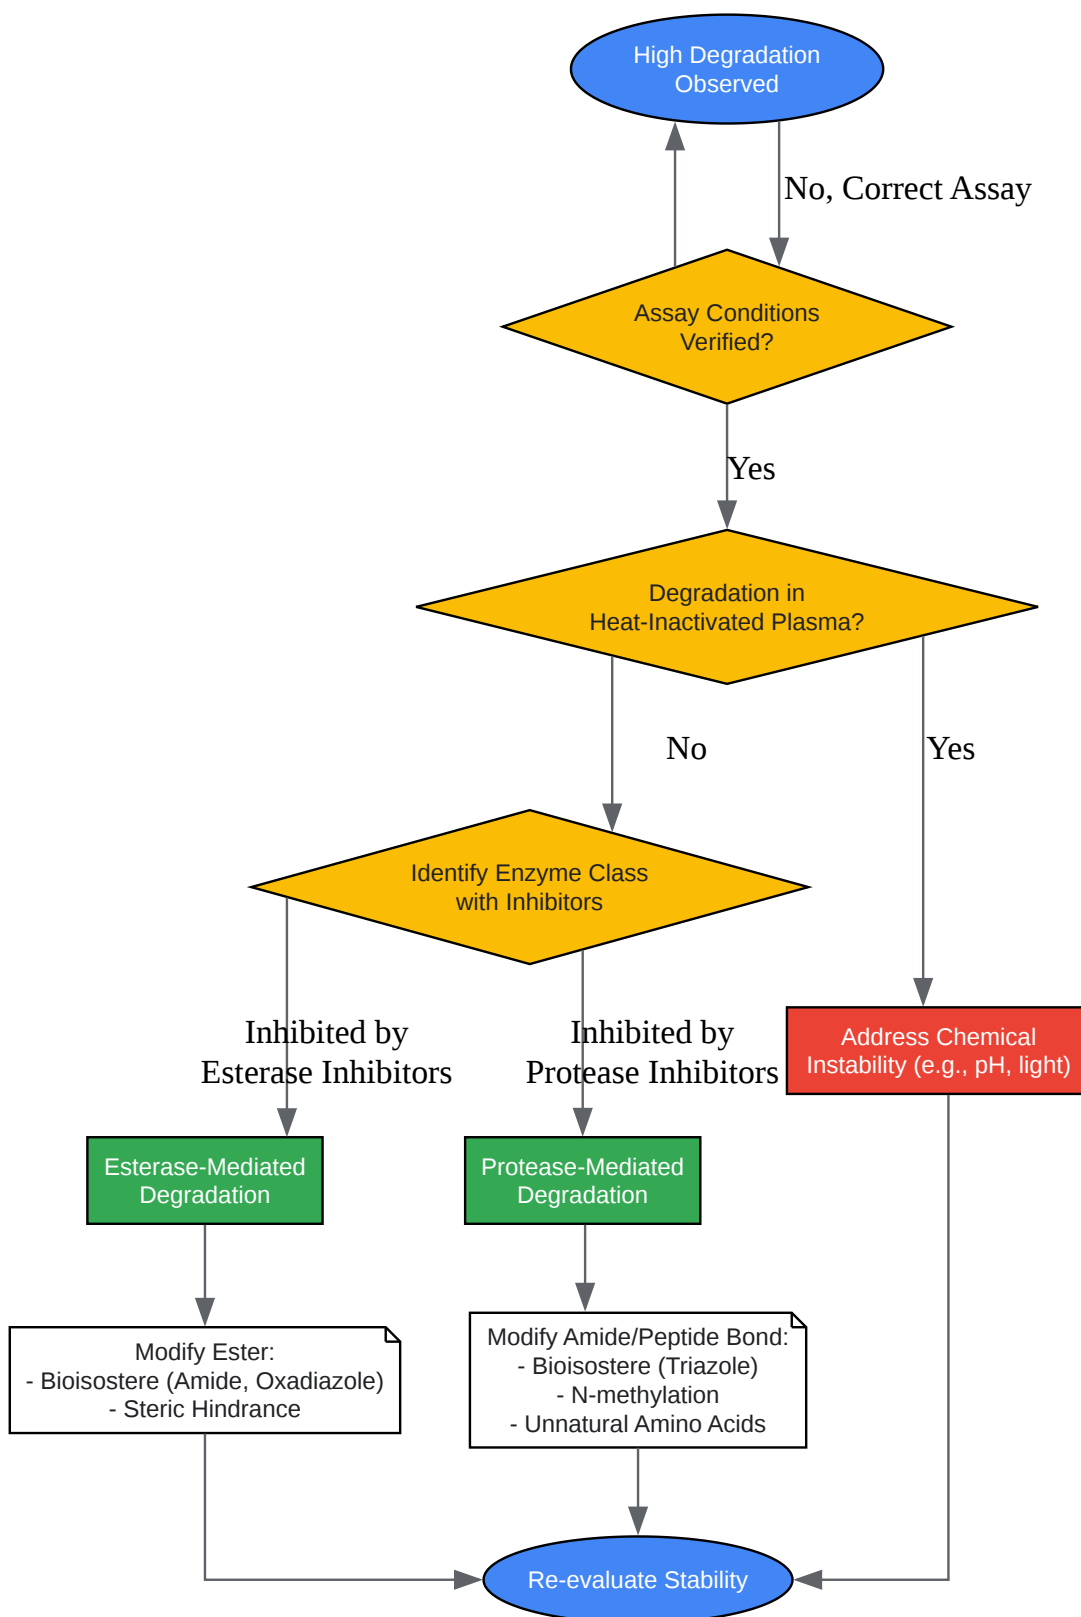 High Degradation
Observed
No, Correct Assay
Assay Conditions
Verified?
Yes
Degradation in
Heat-Inactivated Plasma?
No
Yes
Identify Enzyme Class
with Inhibitors
Inhibited by
Esterase Inhibitors
Inhibited by
Protease Inhibitors
Address Chemical
Instability (e.g., pH, light)
Esterase-Mediated
Degradation
Protease-Mediated
Degradation
Modify Ester:
- Bioisostere (Amide, Oxadiazole)
- Steric Hindrance
Modify Amide/Peptide Bond:
- Bioisostere (Triazole)
- N-methylation
- Unnatural Amino Acids
Re-evaluate Stability